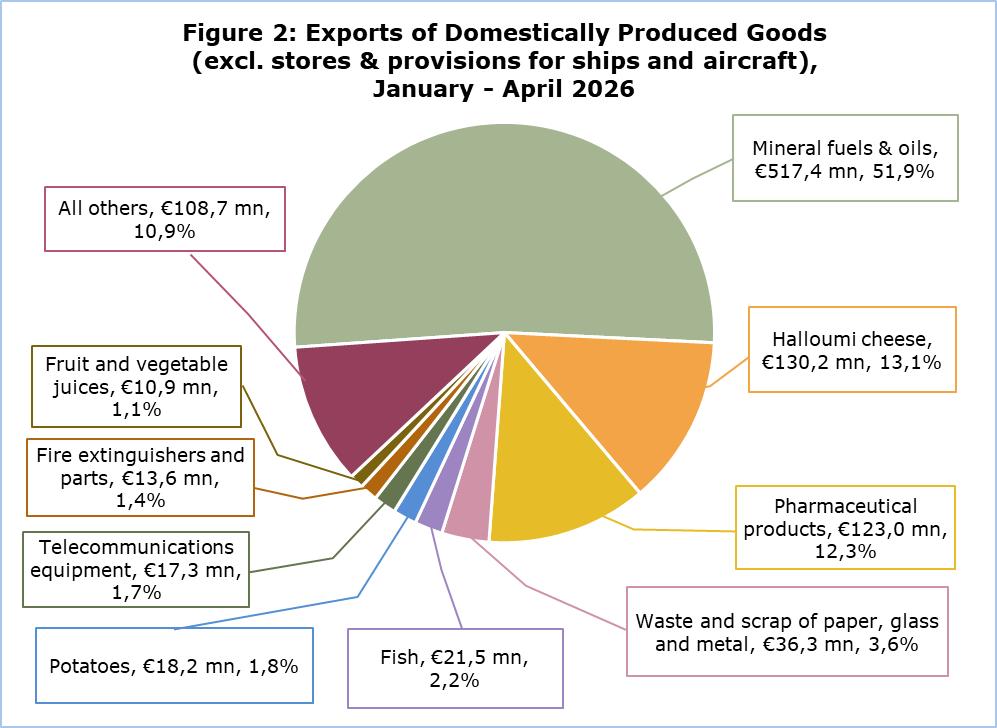 Figure 2: Exports of Domestically Produced Goods
(excl. stores & provisions for ships and aircraft),
January - April 2026
Mineral fuels & oils,
€517,4 mn, 51,9%
Halloumi cheese,
€130,2 mn, 13,1%
Pharmaceutical
products, €123,0 mn,
12,3%
Waste and scrap of paper, glass
and metal, €36,3 mn, 3,6%
Fish, €21,5 mn,
2,2%
Potatoes, €18,2 mn, 1,8%
Telecommunications
equipment, €17,3 mn,
1,7%
Fire extinguishers and
parts, €13,6 mn,
1,4%
Fruit and vegetable
juices, €10,9 mn,
1,1%
All others, €108,7 mn,
10,9%